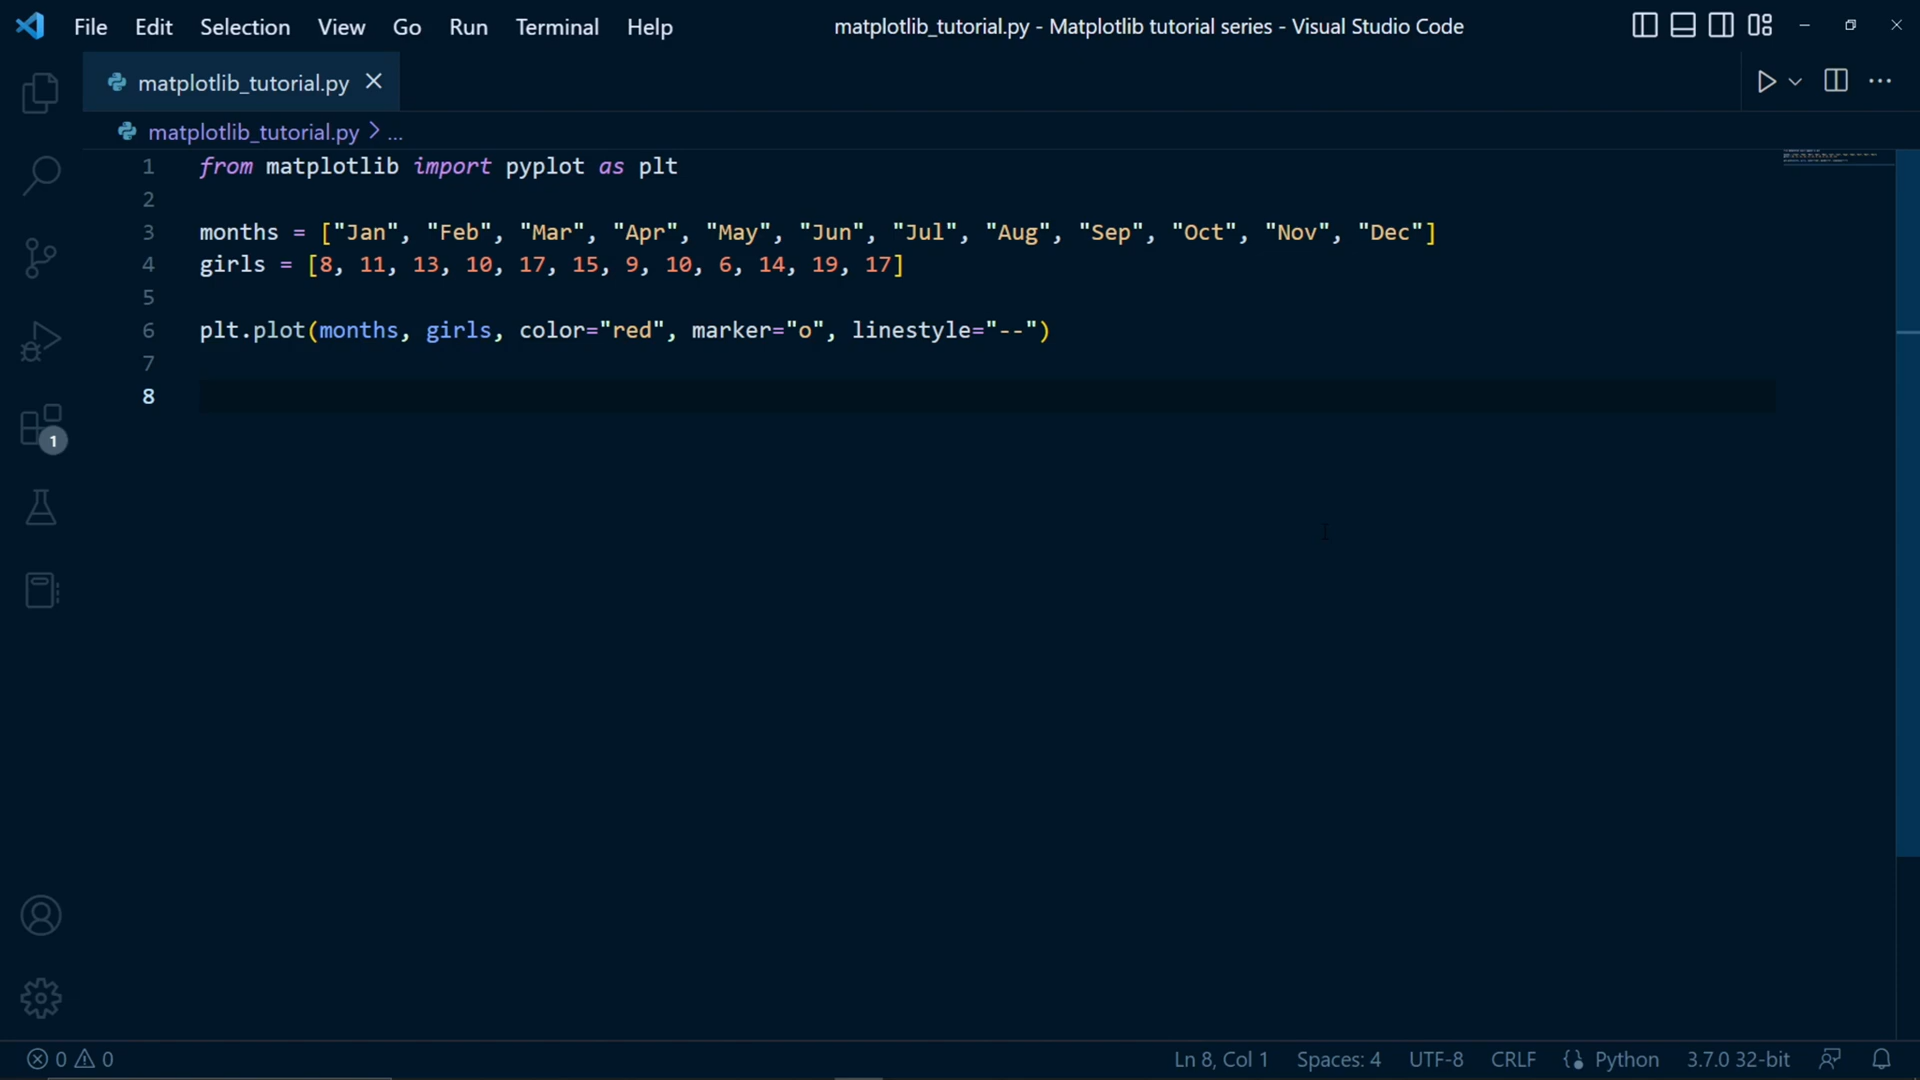 File Edit Selection View Go Run Terminal Help matplotlib_tutorial.py - Matplotlib tutorial series - Visual Studio Code
matplotlib_tutorial.py
matplotlib_tutorial.py > ...
1 from matplotlib import pyplot as plt
2
3 months = ["Jan", "Feb", "Mar", "Apr", "May", "Jun", "Jul", "Aug", "Sep", "Oct", "Nov", "Dec"]
4 girls = [8, 11, 13, 10, 17, 15, 9, 10, 6, 14, 19, 17]
5
6 plt.plot(months, girls, color="red", marker="o", linestyle="--")
7
8
1
0 0 Ln 8, Col 1 Spaces: 4 UTF-8 CRLF Python 3.7.0 32-bit